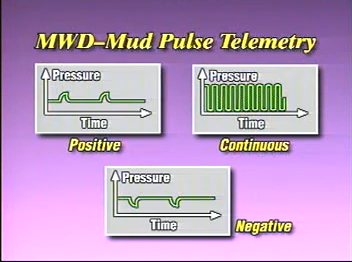 MWD–Mud Pulse Telemetry
Pressure
Time
Positive
Pressure
Time
Continuous
Pressure
Time
Negative